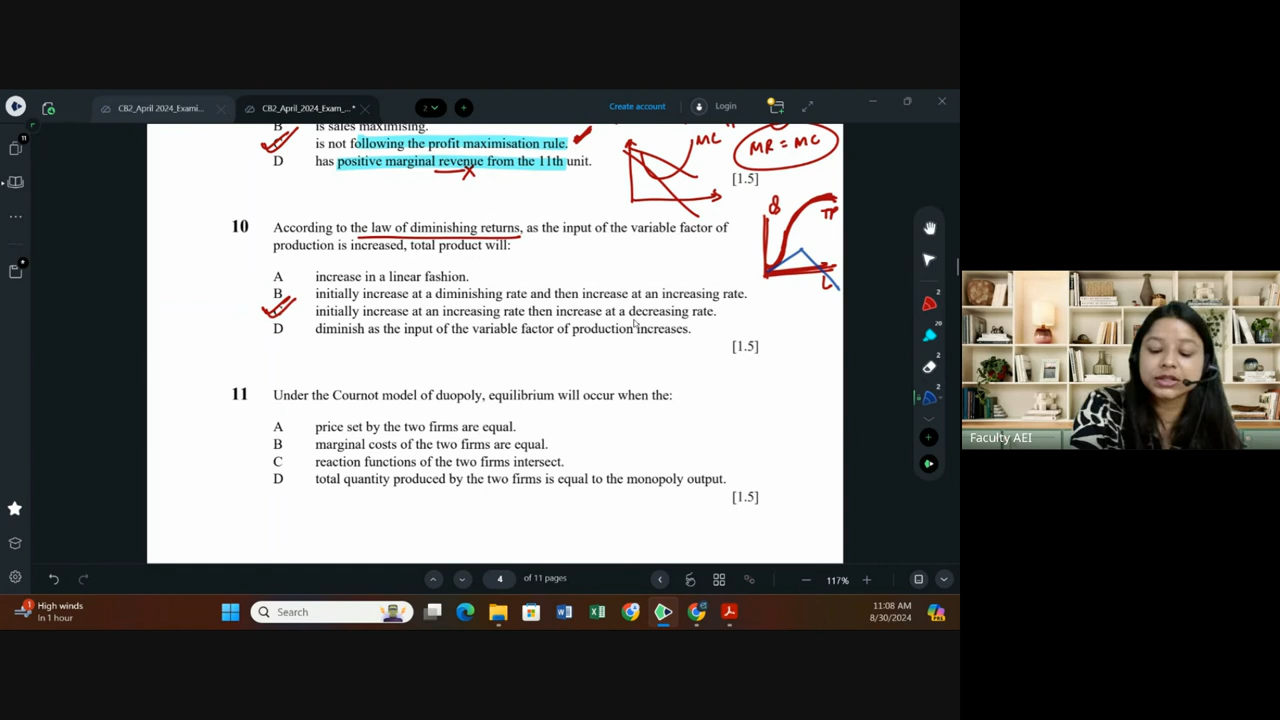 CB2_April 2024_Exami...
CB2_April_2024_Exam_...*
2
Create account
Login
B is sales maximising.
is not following the profit maximisation rule.
D has positive marginal revenue from the 11th unit.
[1.5]
MC
MR = MC
10 According to the law of diminishing returns, as the input of the variable factor of
production is increased, total product will:
A increase in a linear fashion.
B initially increase at a diminishing rate and then increase at an increasing rate.
initially increase at an increasing rate then increase at a decreasing rate.
D diminish as the input of the variable factor of production increases.
[1.5]
TP
L
11 Under the Cournot model of duopoly, equilibrium will occur when the:
A price set by the two firms are equal.
B marginal costs of the two firms are equal.
C reaction functions of the two firms intersect.
D total quantity produced by the two firms is equal to the monopoly output.
[1.5]
11
2
20
2
2
Faculty AEI
4 of 11 pages
117%
1
High winds
In 1 hour
Search
11:08 AM
8/30/2024